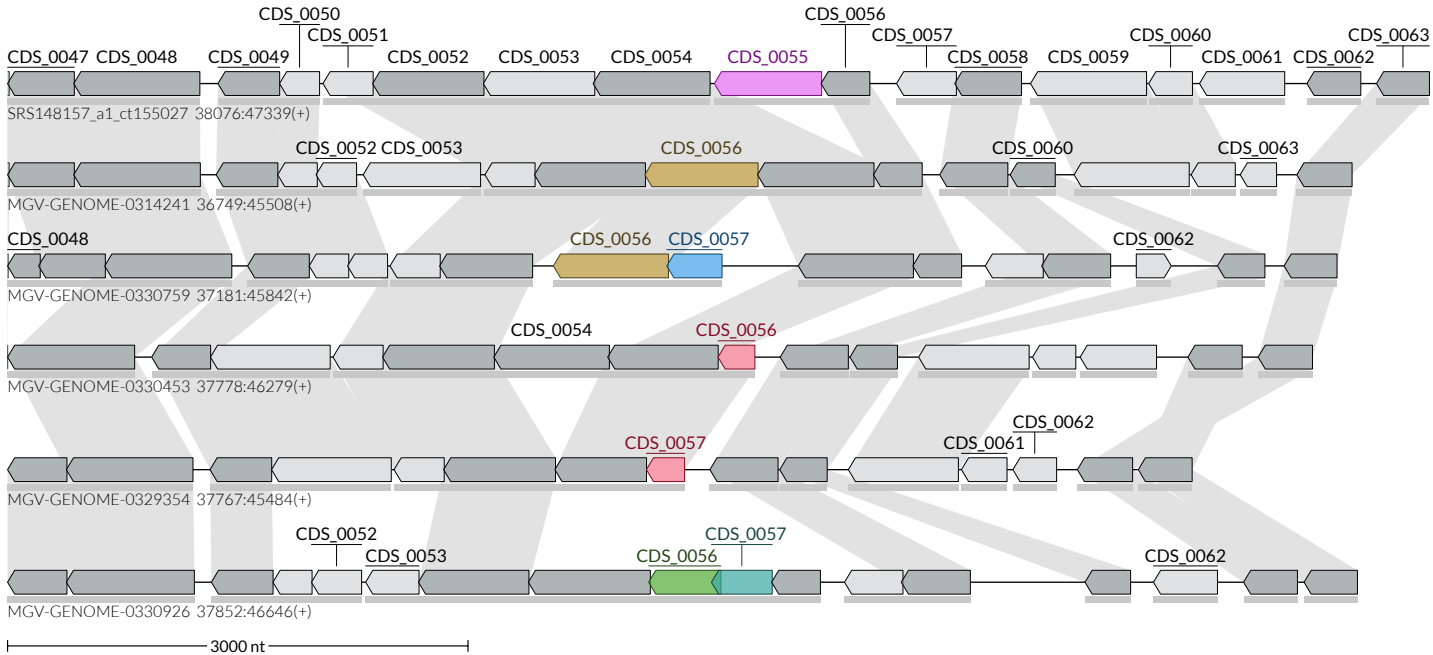 CDS_0050 CDS_0056
CDS_0051 CDS_0057 CDS_0060 CDS_0063
CDS_0047 CDS_0048 CDS_0049 CDS_0052 CDS_0053 CDS_0054 CDS_0055 CDS_0058 CDS_0059 CDS_0061 CDS_0062
SRS148157_a1_ct155027 38076:47339(+)
CDS_0052 CDS_0053 CDS_0056 CDS_0060 CDS_0063
MGV-GENOME-0314241 36749:45508(+)
CDS_0048 CDS_0056 CDS_0057 CDS_0062
MGV-GENOME-0330759 37181:45842(+)
CDS_0054 CDS_0056
MGV-GENOME-0330453 37778:46279(+)
CDS_0062
CDS_0057 CDS_0061
MGV-GENOME-0329354 37767:45484(+)
CDS_0052 CDS_0057
CDS_0053 CDS_0056 CDS_0062
MGV-GENOME-0330926 37852:46646(+)
3000 nt